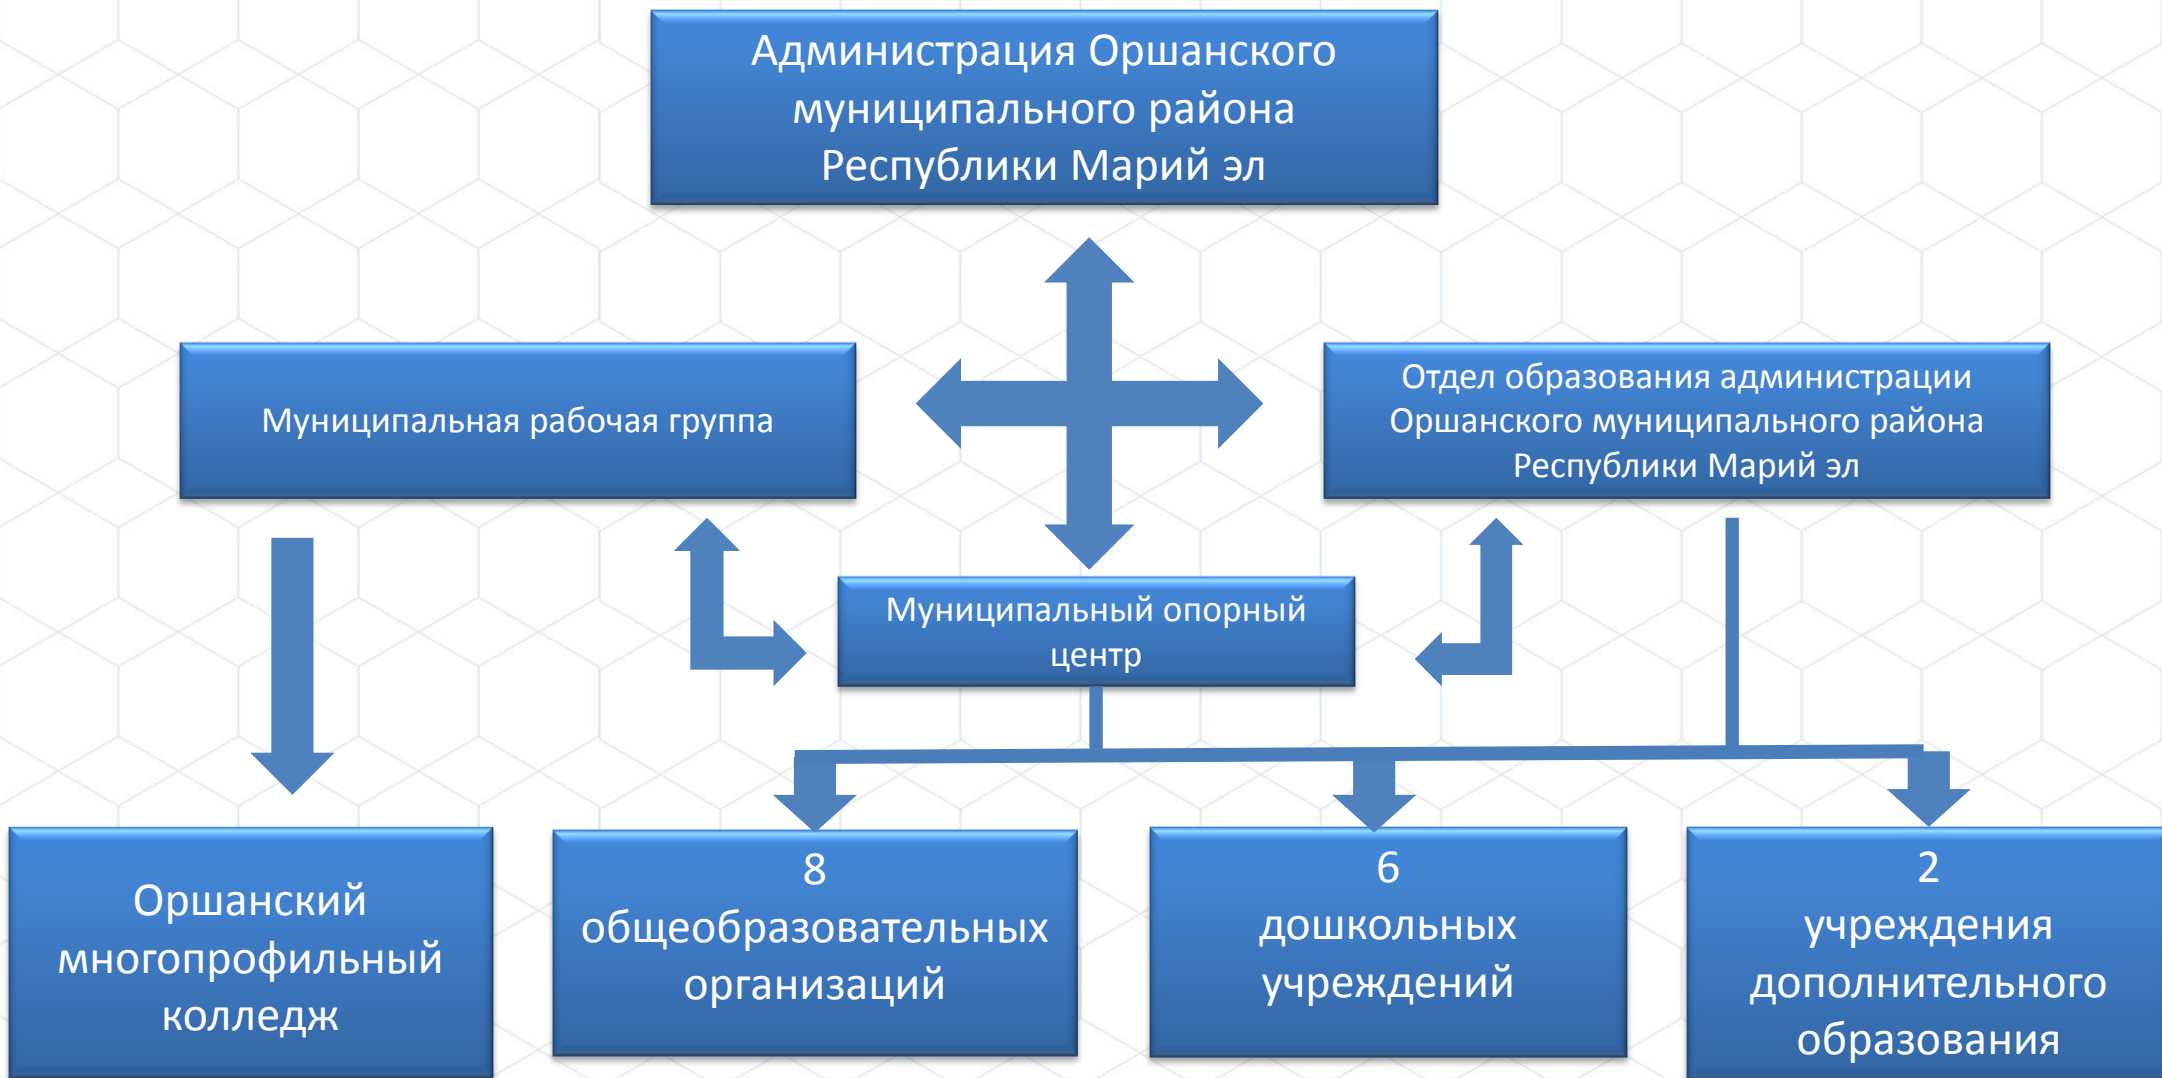 Администрация Оршанского
муниципального района
Республики Марий эл
Муниципальная рабочая группа
Отдел образования администрации
Оршанского муниципального района
Республики Марий эл
Муниципальный опорный
центр
Оршанский
многопрофильный
колледж
8
общеобразовательных
организаций
6
дошкольных
учреждений
2
учреждения
дополнительного
образования